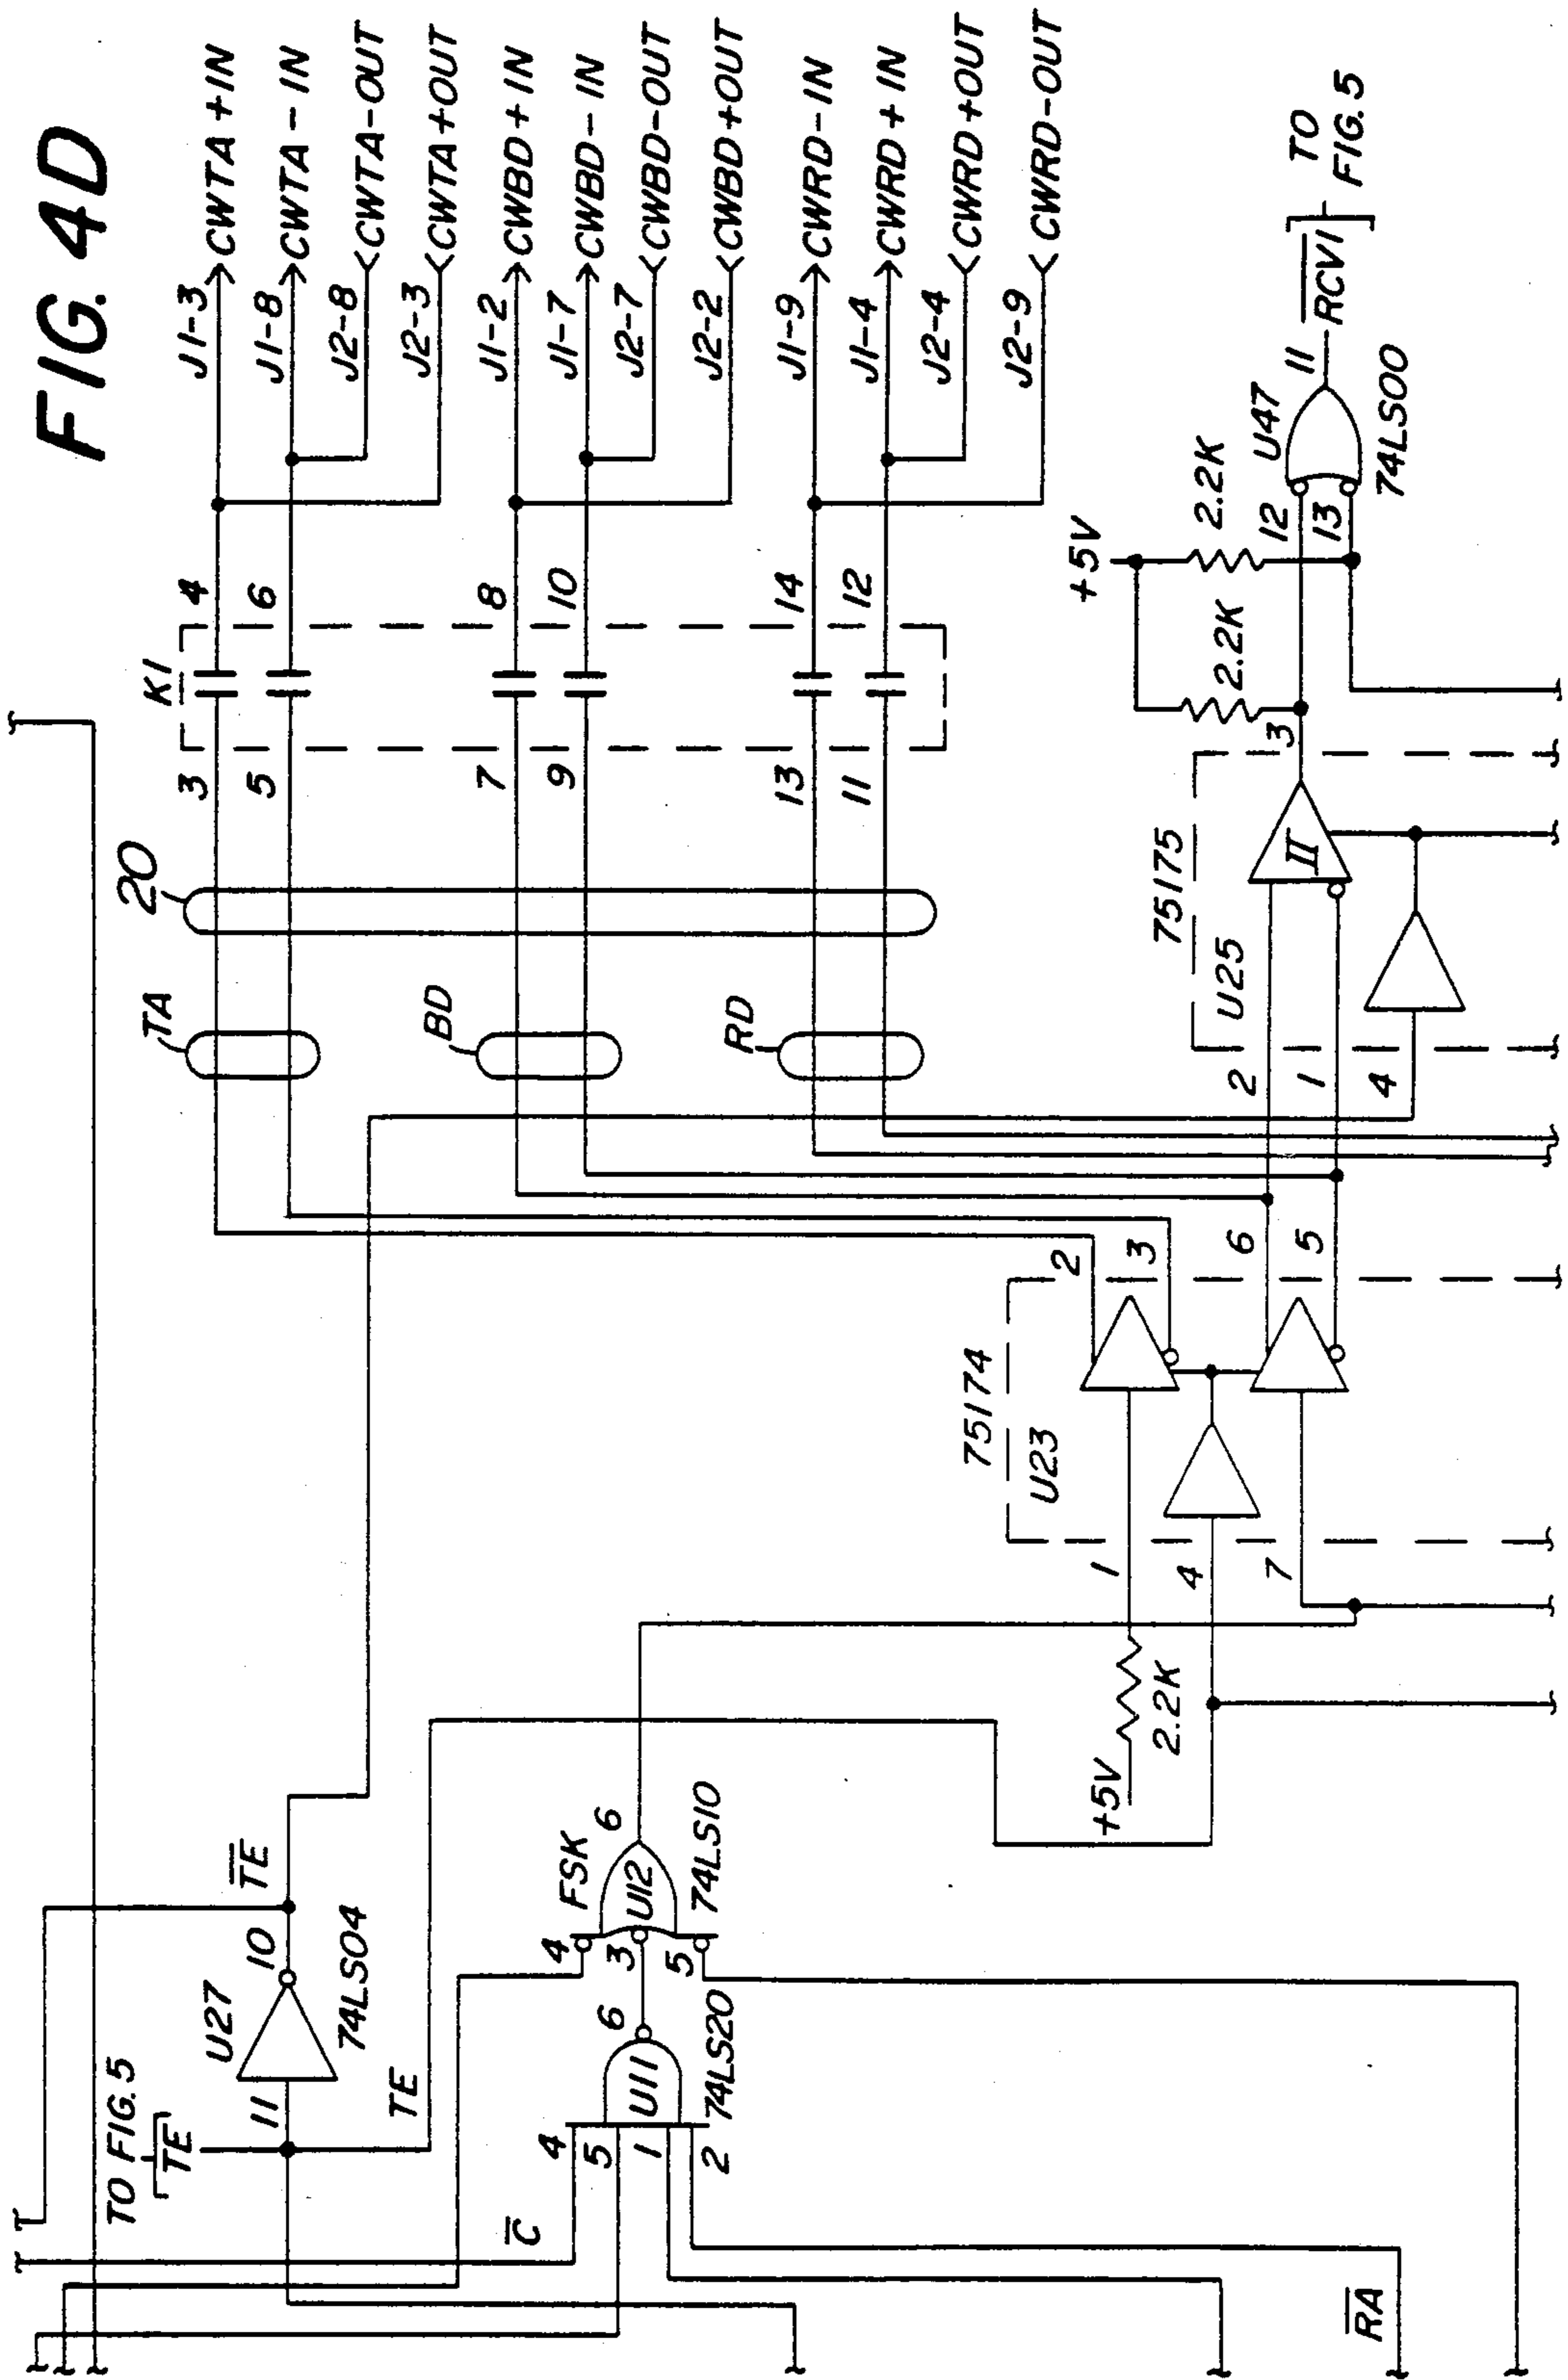 FIG. 4D
J1-3 CWTA+IN
J1-8 CWTA-IN
J2-8 CWTA-OUT
J2-3 CWTA+OUT
J1-2 CWBD+IN
J1-7 CWBD-IN
J2-7 CWBD-OUT
J2-2 CWBD+OUT
J1-9 CWRD-IN
J1-4 CWRD+IN
J2-4 CWRD+OUT
J2-9 CWRD-OUT
K1
3 4
5 6
7 8
9 10
13 14
11 12
20
TA
BD
RD
TO FIG. 5
TE
11
U27
10
74LS04
T̅E̅
TE
C̅
4
5
1
2
U11
6
74LS20
4
3
5
FSK
U12
6
74LS10
R̅A̅
+5V
2.2K
75174
U23
1
4
7
2
3
6
5
75175
U25
2
1
4
II
3
+5V
2.2K
2.2K
12
13
U47
11
74LS00
R̅C̅V̅I̅
TO
FIG. 5